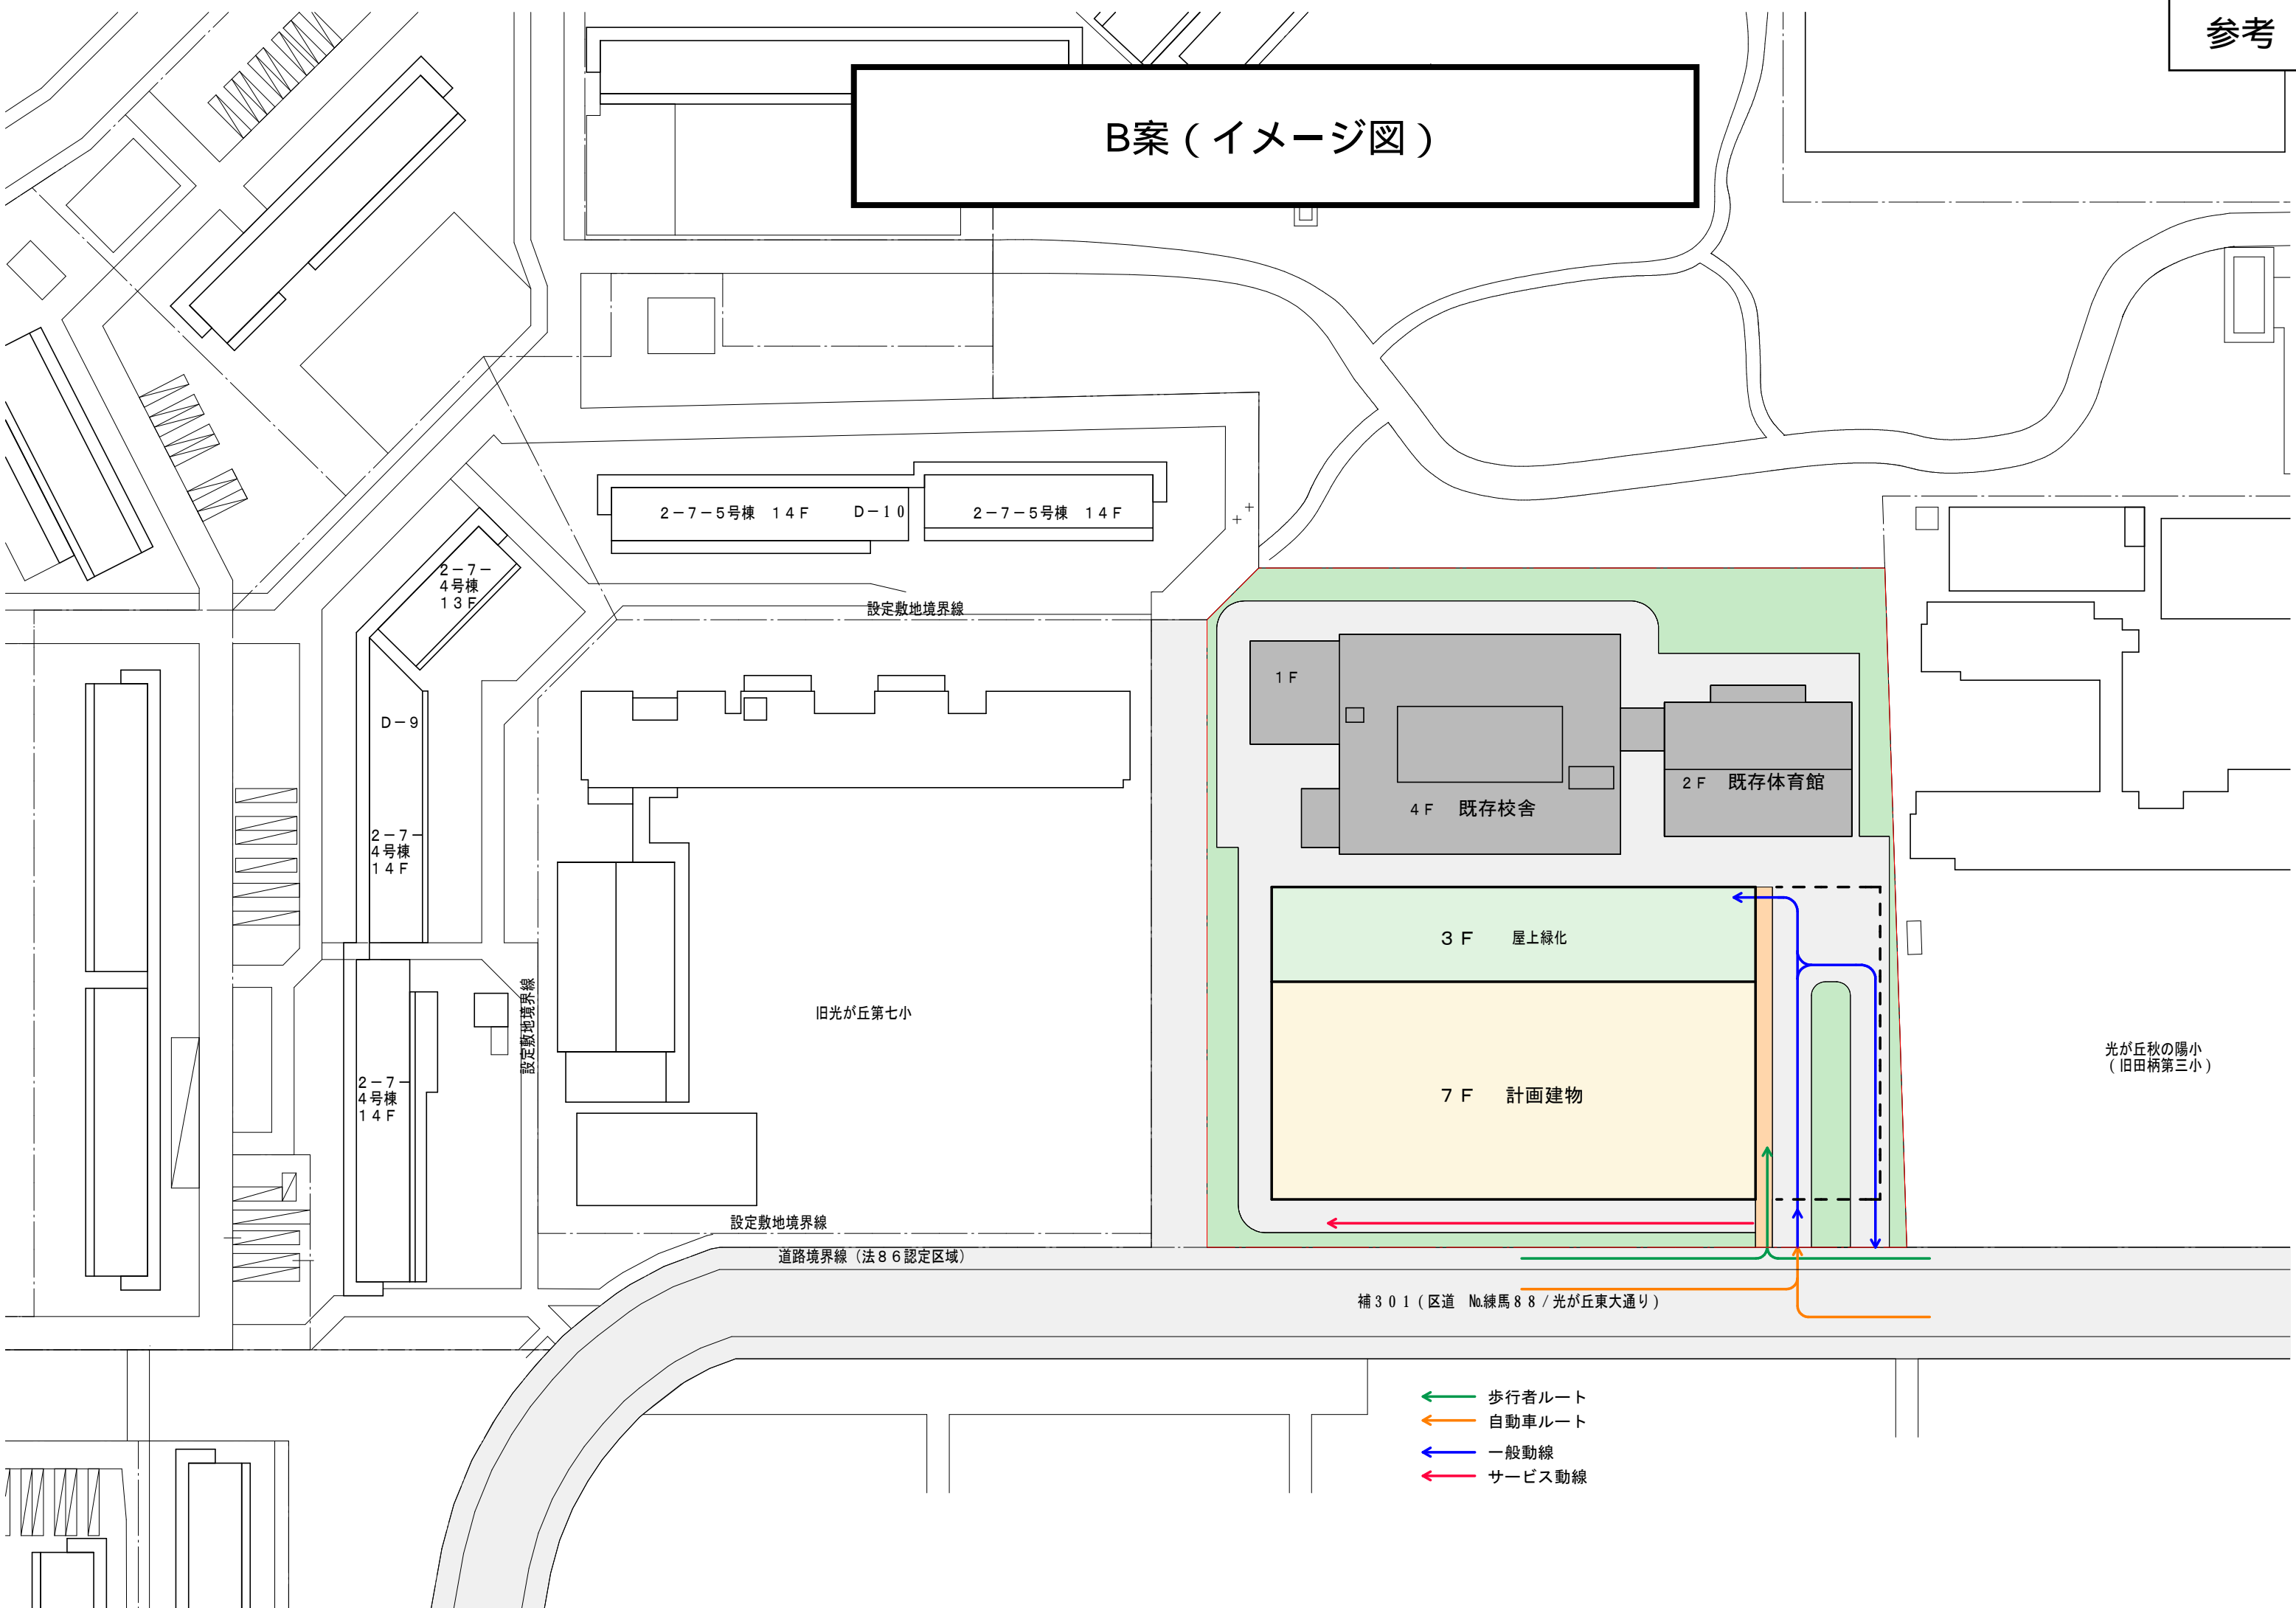 参考
B案（イメージ図）
2－7－5号棟　14F
D－10
2－7－5号棟　14F
2－7－
4号棟
13F
設定敷地境界線
1F
D－9
2F　既存体育館
4F　既存校舎
2－7－
4号棟
14F
3F　屋上緑化
設定敷地境界線
旧光が丘第七小
光が丘秋の陽小
（旧田柄第三小）
2－7－
4号棟
14F
7F　計画建物
設定敷地境界線
道路境界線（法86認定区域）
補301（区道　№練馬88/光が丘東大通り）
歩行者ルート
自動車ルート
一般動線
サービス動線